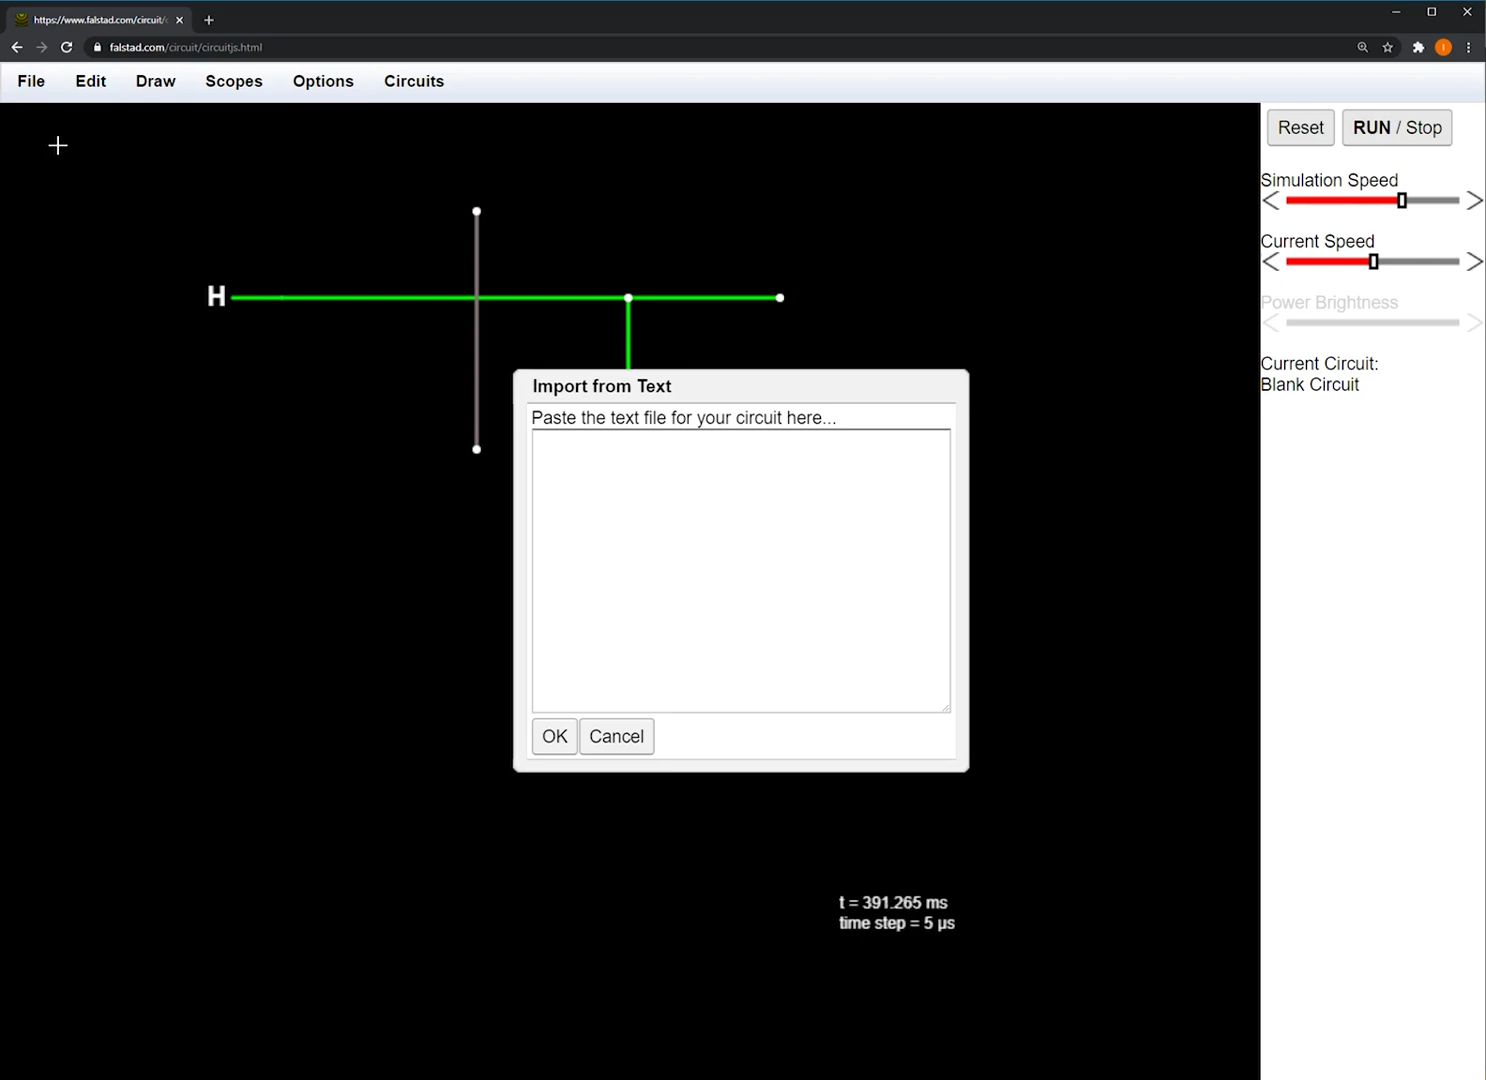 https://www.falstad.com/circuit/c
falstad.com/circuit/circuitjs.html
File Edit Draw Scopes Options Circuits
Reset RUN / Stop
Simulation Speed
Current Speed
Power Brightness
Current Circuit:
Blank Circuit
H
Import from Text
Paste the text file for your circuit here...
OK Cancel
t = 391.265 ms
time step = 5 µs